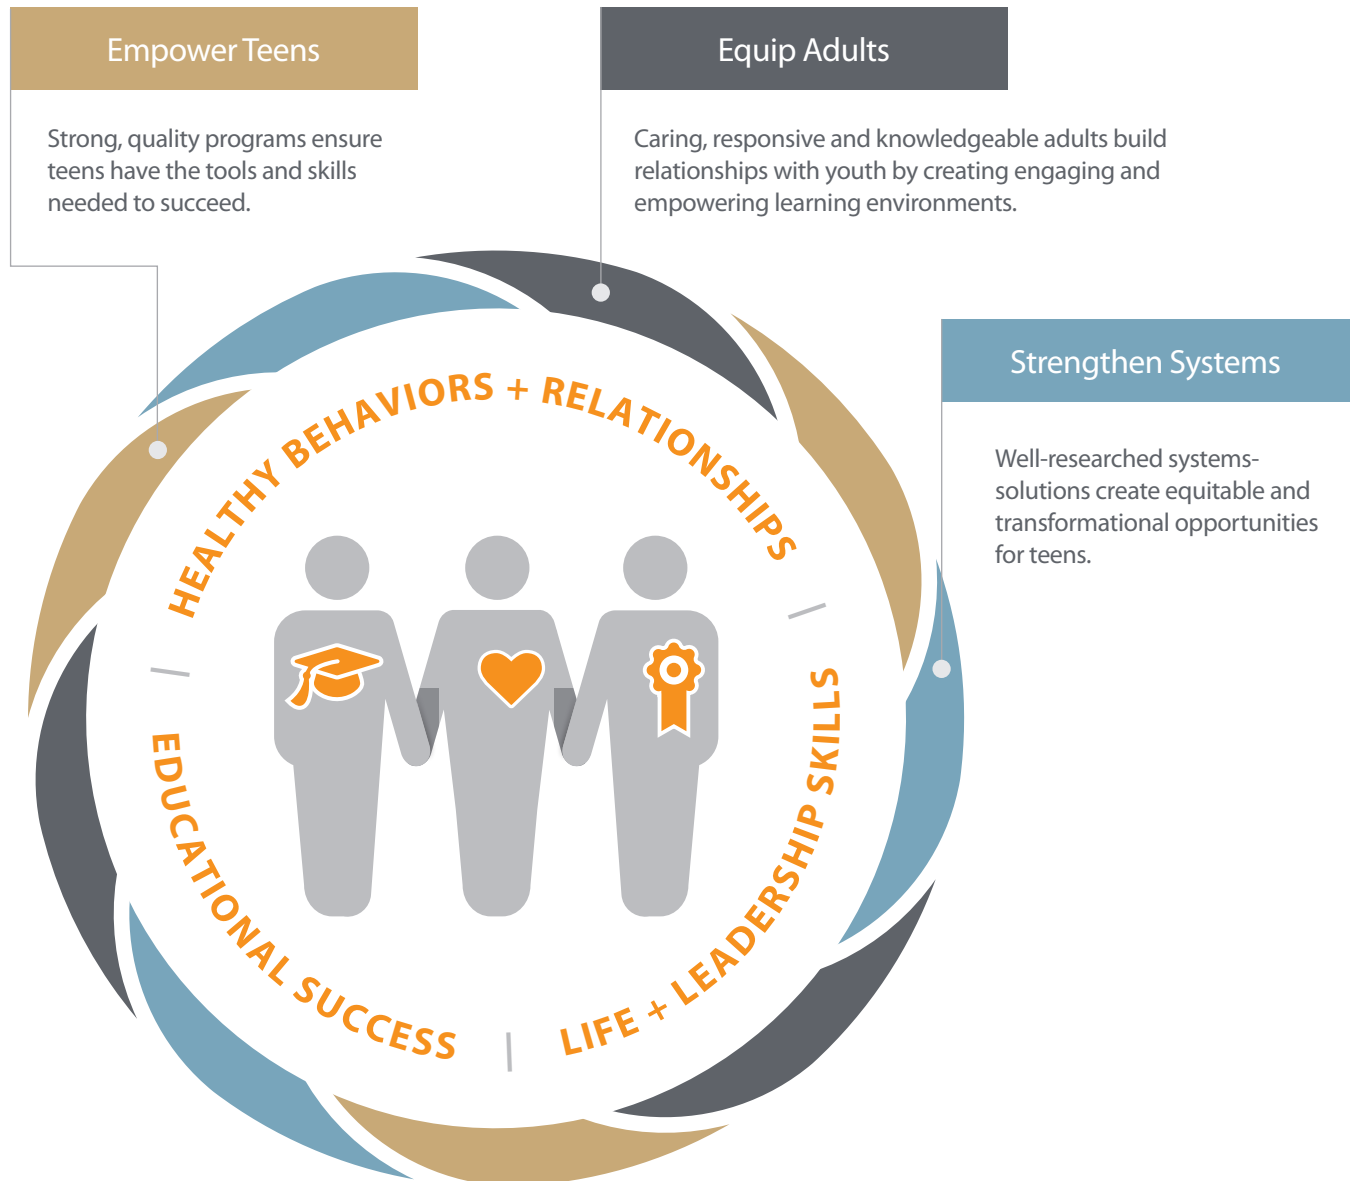 Empower Teens
Strong, quality programs ensure
teens have the tools and skills
needed to succeed.
Equip Adults
Caring, responsive and knowledgeable adults build
relationships with youth by creating engaging and
empowering learning environments.
Strengthen Systems
Well-researched systems-
solutions create equitable and
transformational opportunities
for teens.
HEALTHY BEHAVIORS + RELATIONSHIPS
LIFE + LEADERSHIP SKILLS
EDUCATIONAL SUCCESS